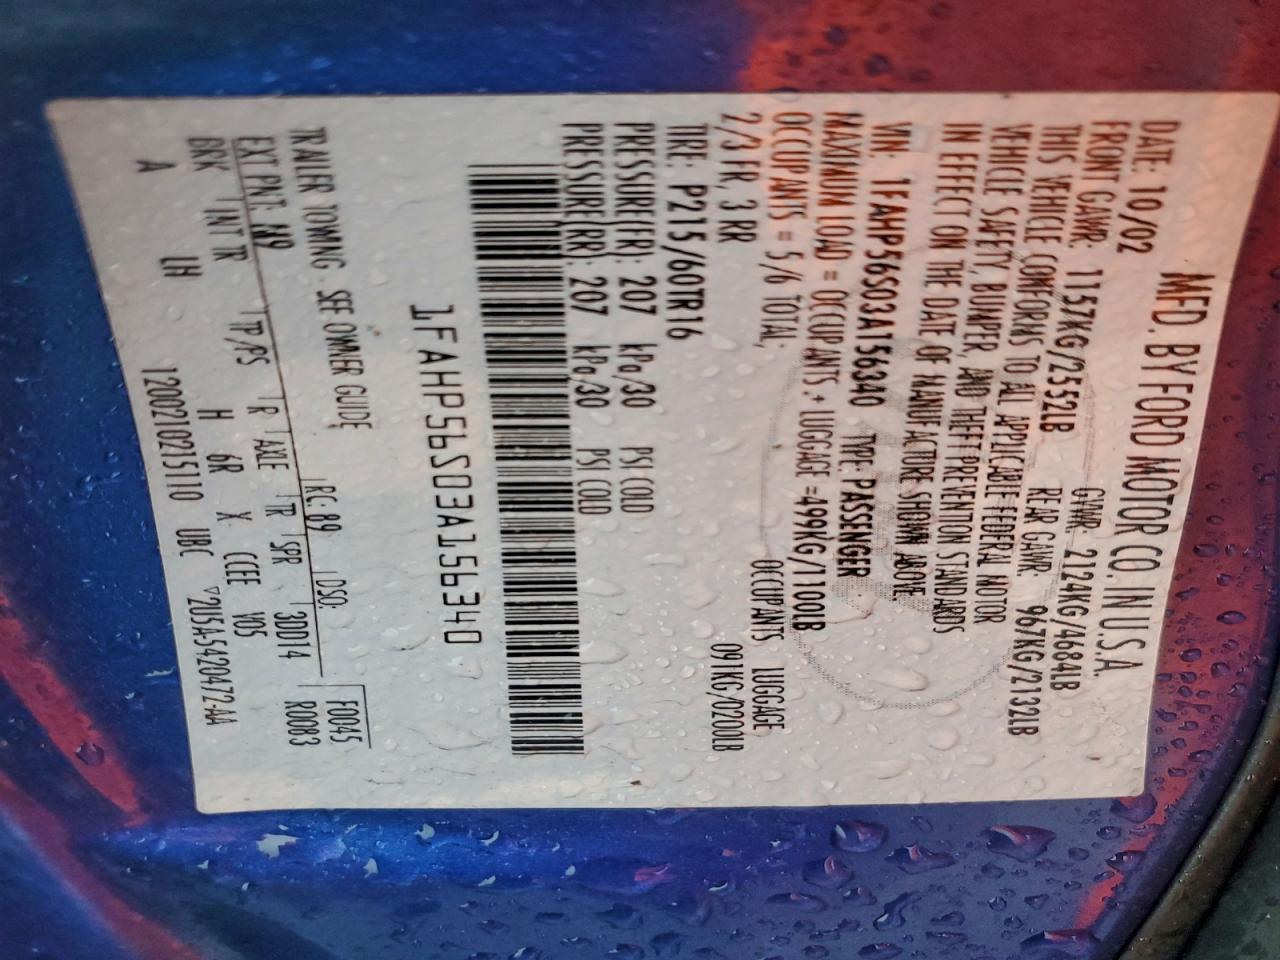 MFD. BY FORD MOTOR CO. IN U.S.A.
DATE: 10/02 GVWR: 2124KG/4684LB
FRONT GAWR: 1157KG/2552LB REAR GAWR: 967KG/2132LB
THIS VEHICLE CONFORMS TO ALL APPLICABLE FEDERAL MOTOR
VEHICLE SAFETY, BUMPER, AND THEFT PREVENTION STANDARDS
IN EFFECT ON THE DATE OF MANUFACTURE SHOWN ABOVE.
VIN: 1FAHP56S03A156340 TYPE: PASSENGER
MAXIMUM LOAD = OCCUPANTS + LUGGAGE = 499KG/1100LB
OCCUPANTS = 5/6 TOTAL, OCCUPANTS LUGGAGE
2/3 FR, 3 RR 091KG/0200LB
TIRE: P215/60TR16
PRESSURE(FR): 207 kPa/30 PSI COLD
PRESSURE(RR): 207 kPa/30 PSI COLD
1FAHP56S03A156340
F0045
TRAILER TOWING - SEE OWNER GUIDE R0083
EXT PNT: M9 RC: 89 DSO:
BRK INT TR TP/PS R AXLE TR SPR 3DD114
A LH H 6R X CCEE V05
1200210215110 UBC ▽2U5A5420472-AA